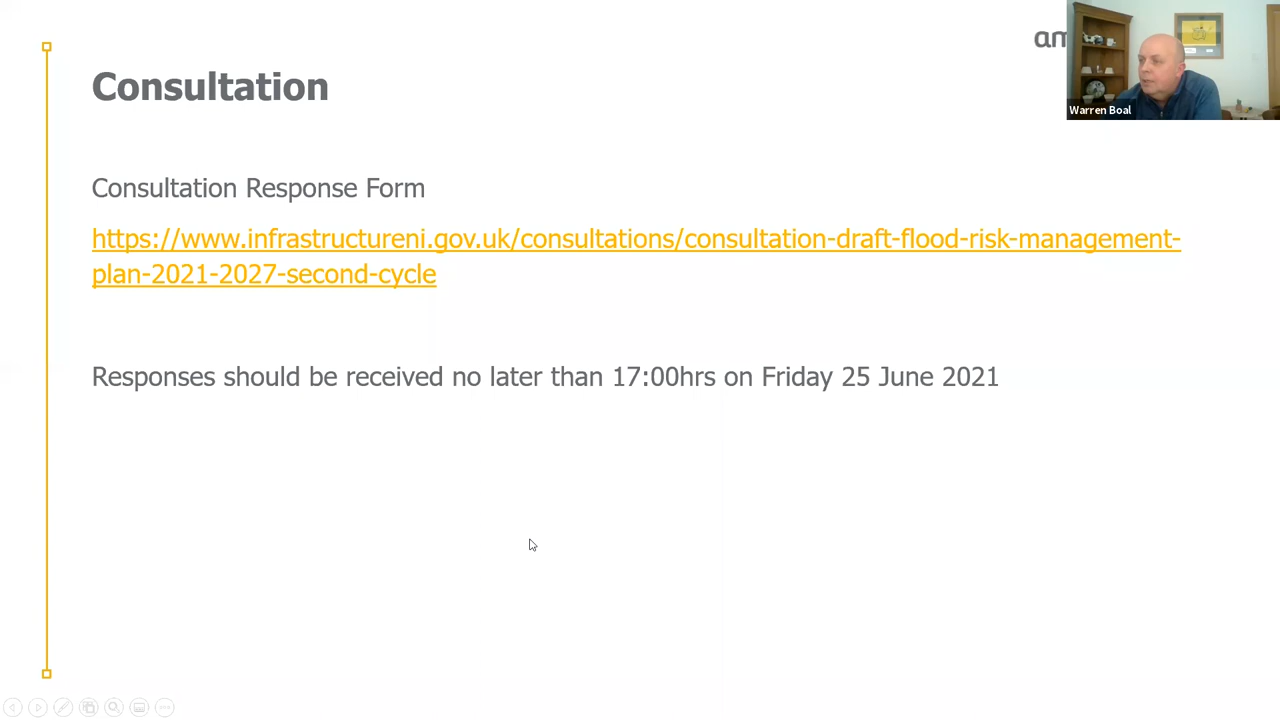 Consultation
Warren Boal
Consultation Response Form
https://www.infrastructureni.gov.uk/consultations/consultation-draft-flood-risk-management-
plan-2021-2027-second-cycle
Responses should be received no later than 17:00hrs on Friday 25 June 2021